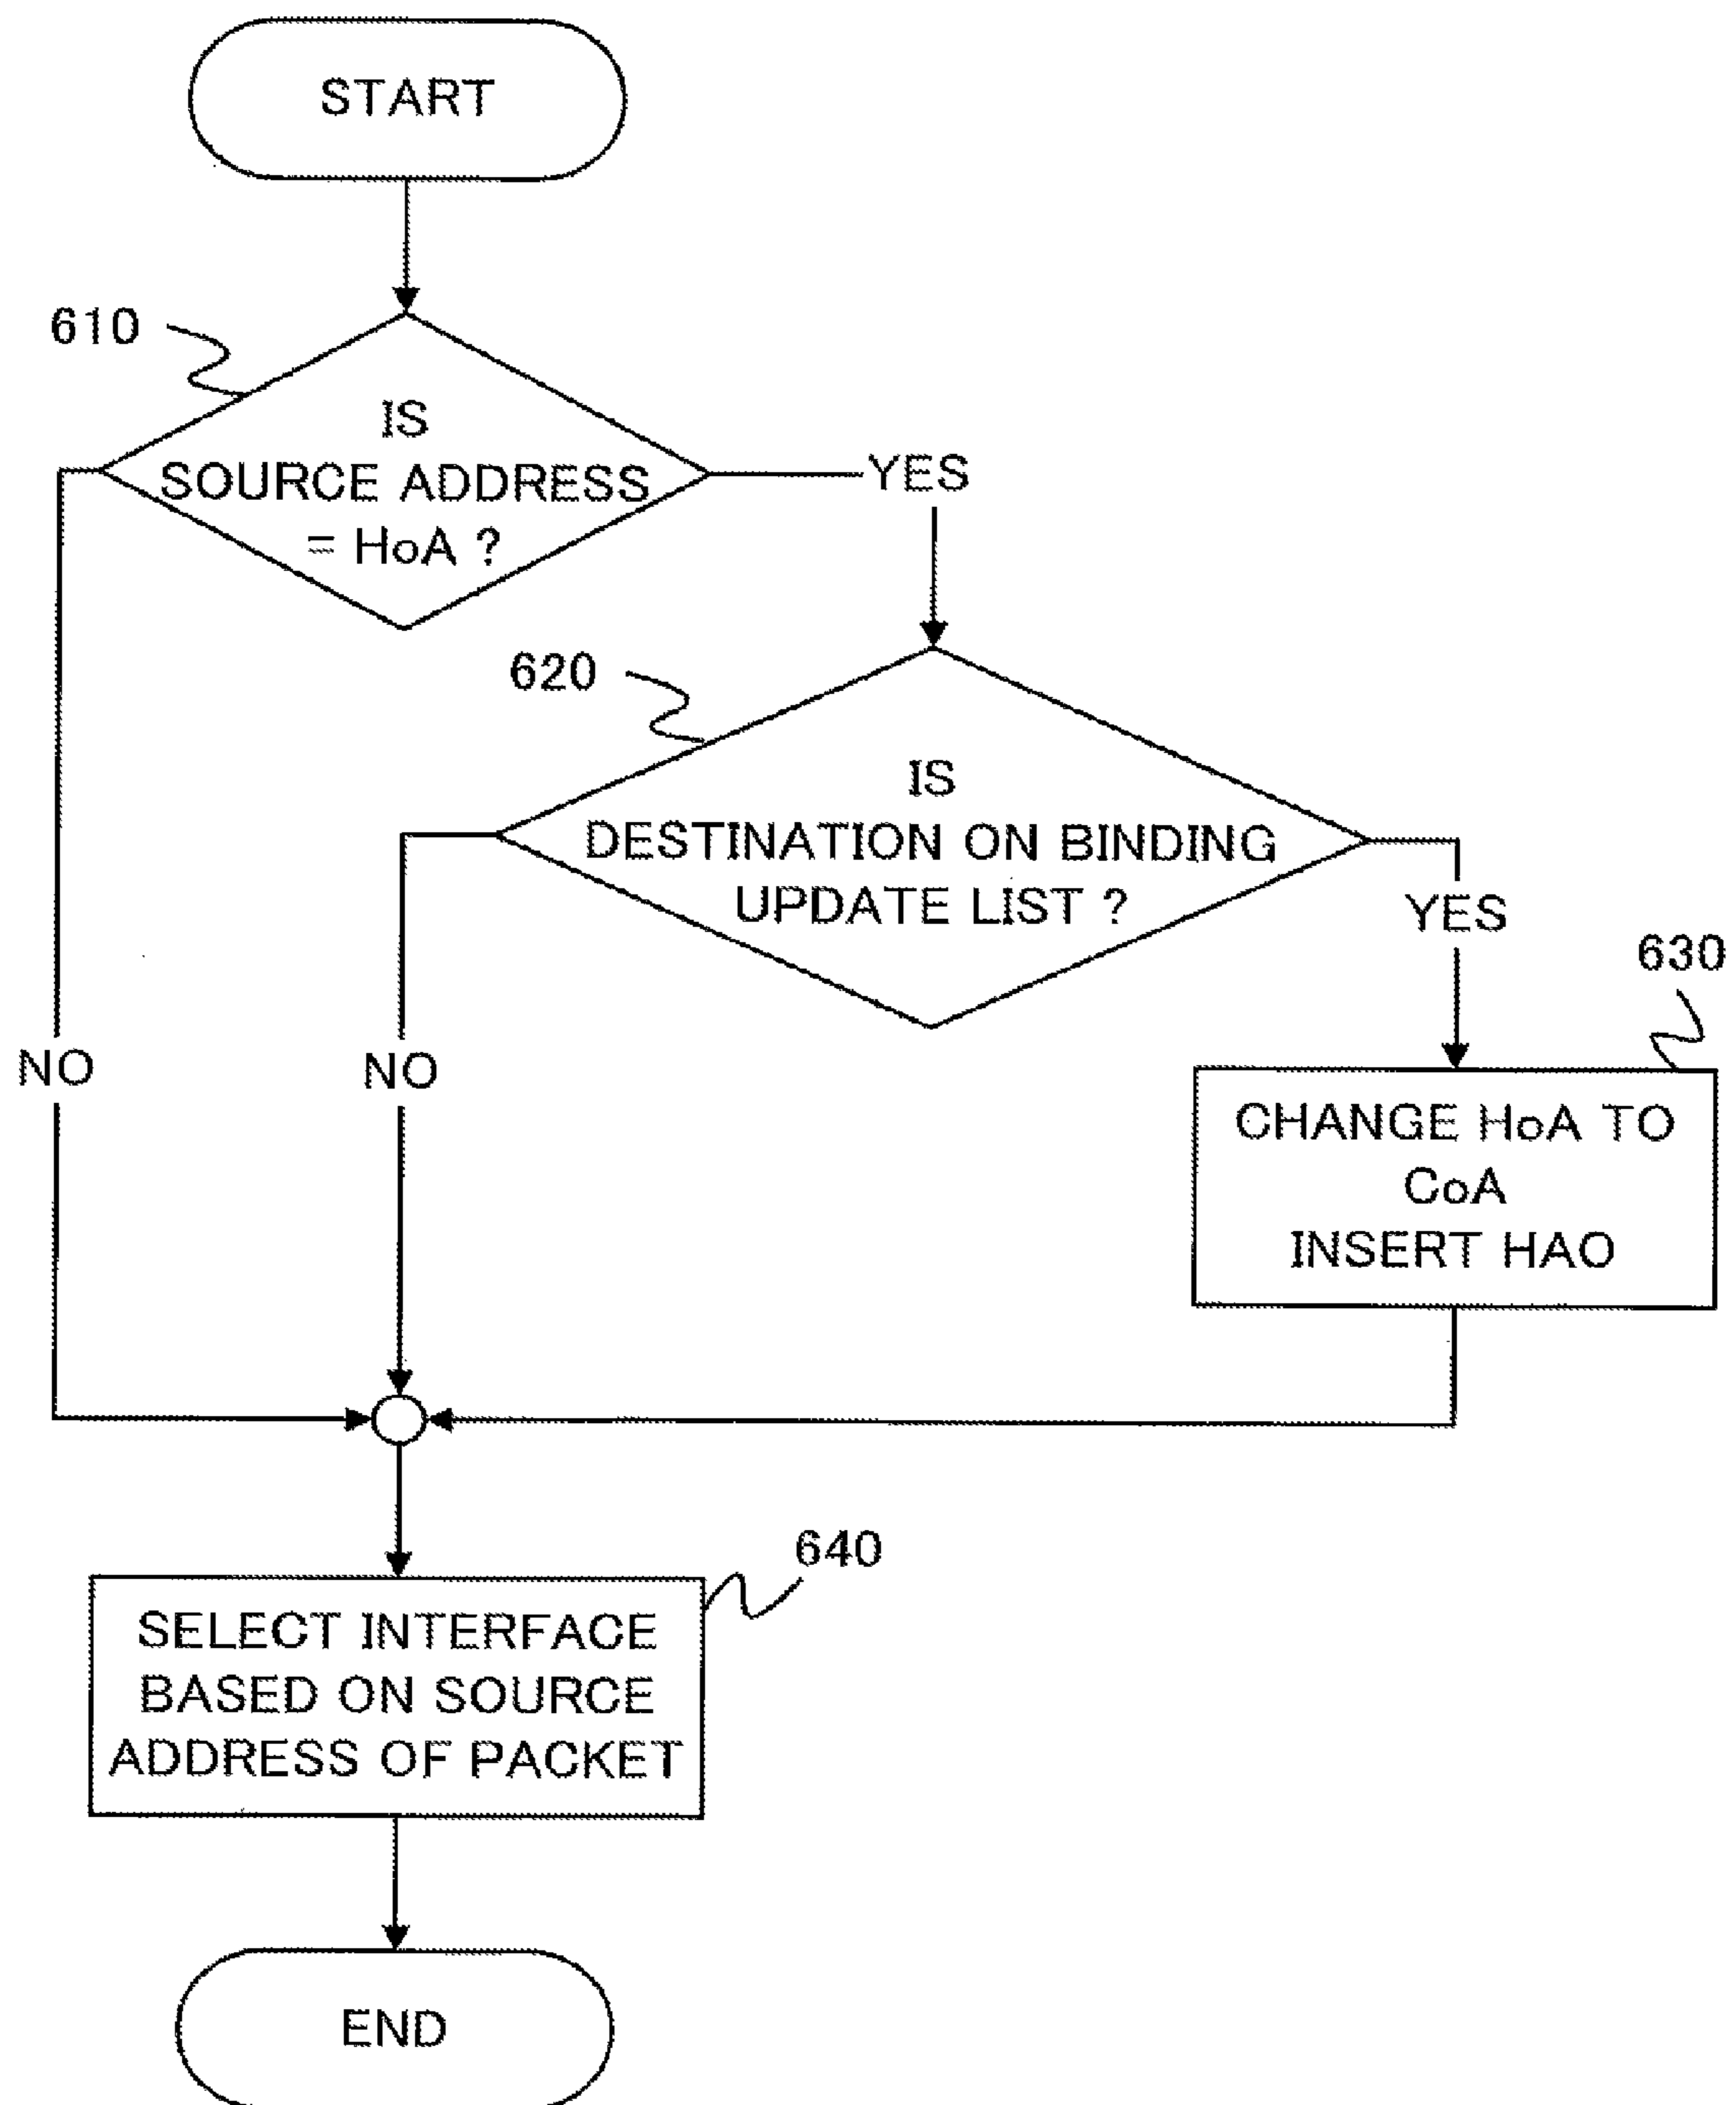 START
610
IS
SOURCE ADDRESS
= HoA ?
YES
620
IS
DESTINATION ON BINDING
UPDATE LIST ?
YES
630
NO
NO
CHANGE HoA TO
CoA
INSERT HAO
640
SELECT INTERFACE
BASED ON SOURCE
ADDRESS OF PACKET
END